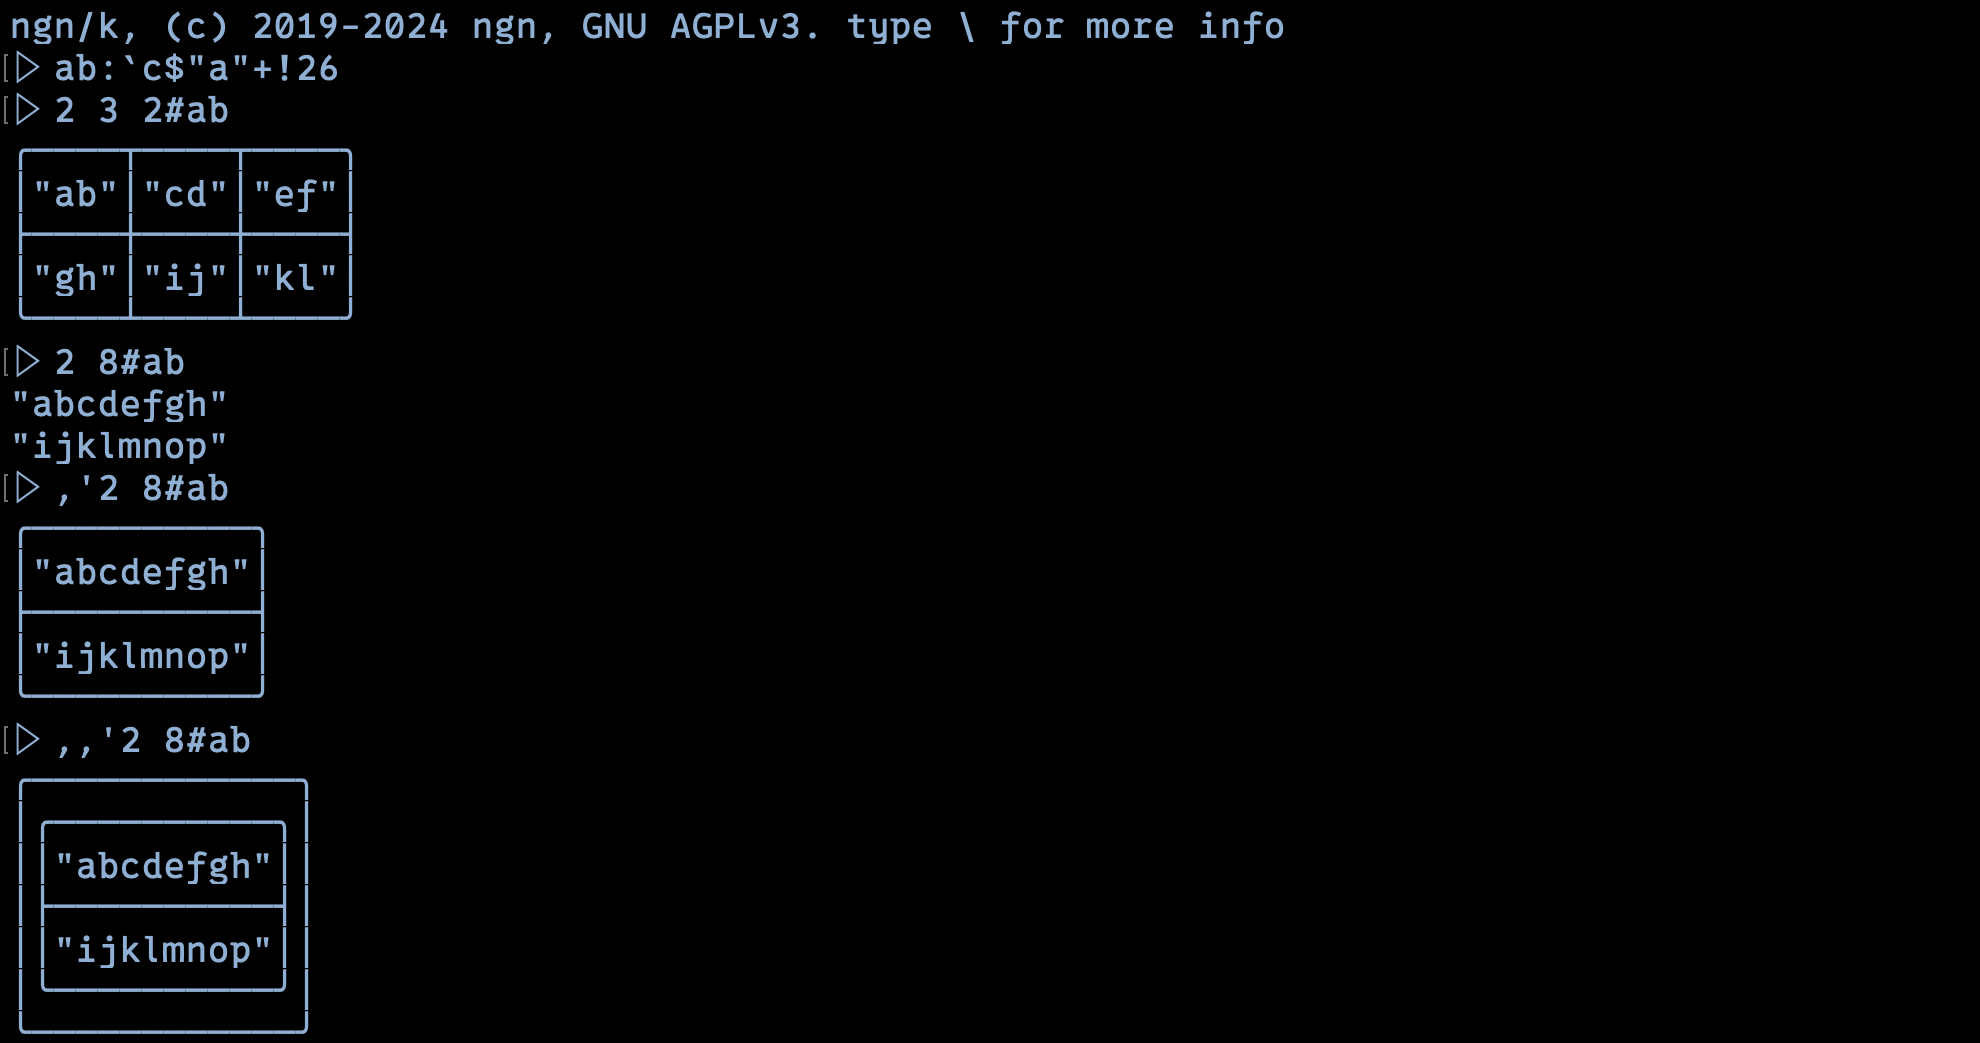 ngn/k, (c) 2019-2024 ngn, GNU AGPLv3. type \ for more info
ab:`c$"a"+!26
2 3 2#ab
"ab" "cd" "ef"
"gh" "ij" "kl"
2 8#ab
"abcdefgh"
"ijklmnop"
,'2 8#ab
"abcdefgh"
"ijklmnop"
,,'2 8#ab
"abcdefgh"
"ijklmnop"